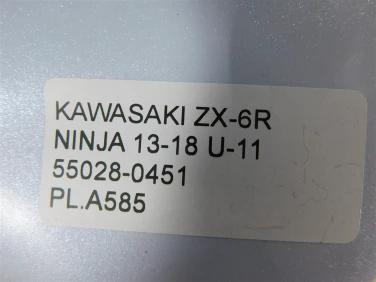 KAWASAKI ZX-6R
NINJA 13-18 U-11
55028-0451
PL.A585